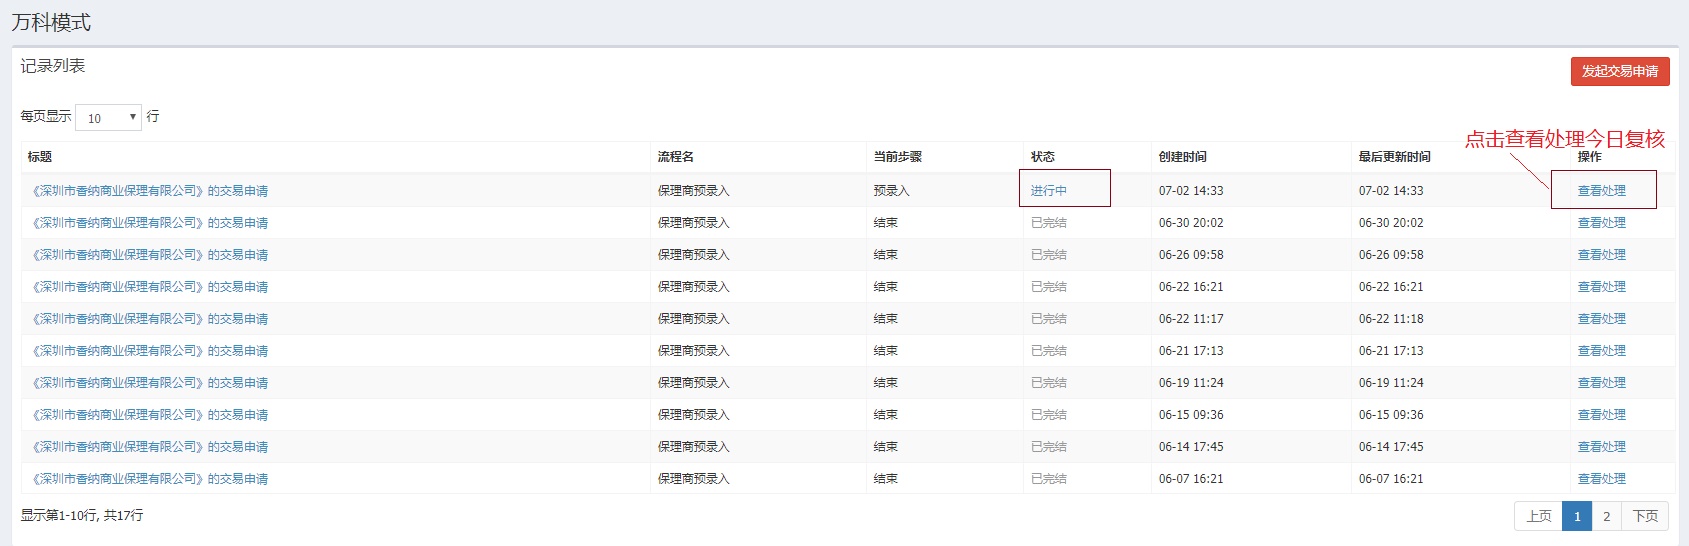 万科模式
记录列表
发起交易申请
每页显示 10 行
点击查看处理今日复核
标题 流程名 当前步骤 状态 创建时间 最后更新时间 操作
《深圳市香纳商业保理有限公司》的交易申请 保理商预录入 预录入 进行中 07-02 14:33 07-02 14:33 查看处理
《深圳市香纳商业保理有限公司》的交易申请 保理商预录入 结束 已完结 06-30 20:02 06-30 20:02 查看处理
《深圳市香纳商业保理有限公司》的交易申请 保理商预录入 结束 已完结 06-26 09:58 06-26 09:58 查看处理
《深圳市香纳商业保理有限公司》的交易申请 保理商预录入 结束 已完结 06-22 16:21 06-22 16:21 查看处理
《深圳市香纳商业保理有限公司》的交易申请 保理商预录入 结束 已完结 06-22 11:17 06-22 11:18 查看处理
《深圳市香纳商业保理有限公司》的交易申请 保理商预录入 结束 已完结 06-21 17:13 06-21 17:13 查看处理
《深圳市香纳商业保理有限公司》的交易申请 保理商预录入 结束 已完结 06-19 11:24 06-19 11:24 查看处理
《深圳市香纳商业保理有限公司》的交易申请 保理商预录入 结束 已完结 06-15 09:36 06-15 09:36 查看处理
《深圳市香纳商业保理有限公司》的交易申请 保理商预录入 结束 已完结 06-14 17:45 06-14 17:45 查看处理
《深圳市香纳商业保理有限公司》的交易申请 保理商预录入 结束 已完结 06-07 16:21 06-07 16:21 查看处理
显示第1-10行, 共17行
上页 1 2 下页